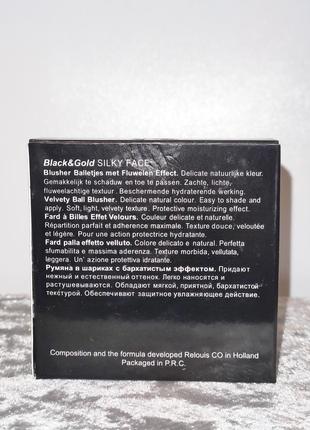 Black&Gold SILKY FACE
Blusher Balletjes met Fluwelen Effect. Delicate natuurlijke kleur.
Gemakkelijk te schaduw en toe te passen. Zachte, lichte,
fluweelachtige textuur . Beschermende hydraterende werking.
Velvety Ball Blusher. Delicate natural colour. Easy to shade and
apply. Soft, light, velvety texture. Protective moisturizing effect.
Fard à Billes Effet Velours. Couleur delicate et naturelle.
Répartition parfait et adherence maximale. Texture douce, veloutée
et légére. Pour une action protectrice hydratante.
Fard palla effetto velluto. Colore delicato e  naturale. Perfetta
sfumabilita e massima aderenza. Texture morbida, vellutata,
leggera. Un' azione protettiva idratante.
Румяна в шариках с бархатистым эффектом. Придают
нежный и естественный оттенок. Легко наносятся и
растушевываются. Обладают мягкой, приятной, бархатистой
текстурой. Обеспечивают защитное увлажняющее действие.
Composition and the formula developed Relouis CO in Holland
Packaged in P.R.C.